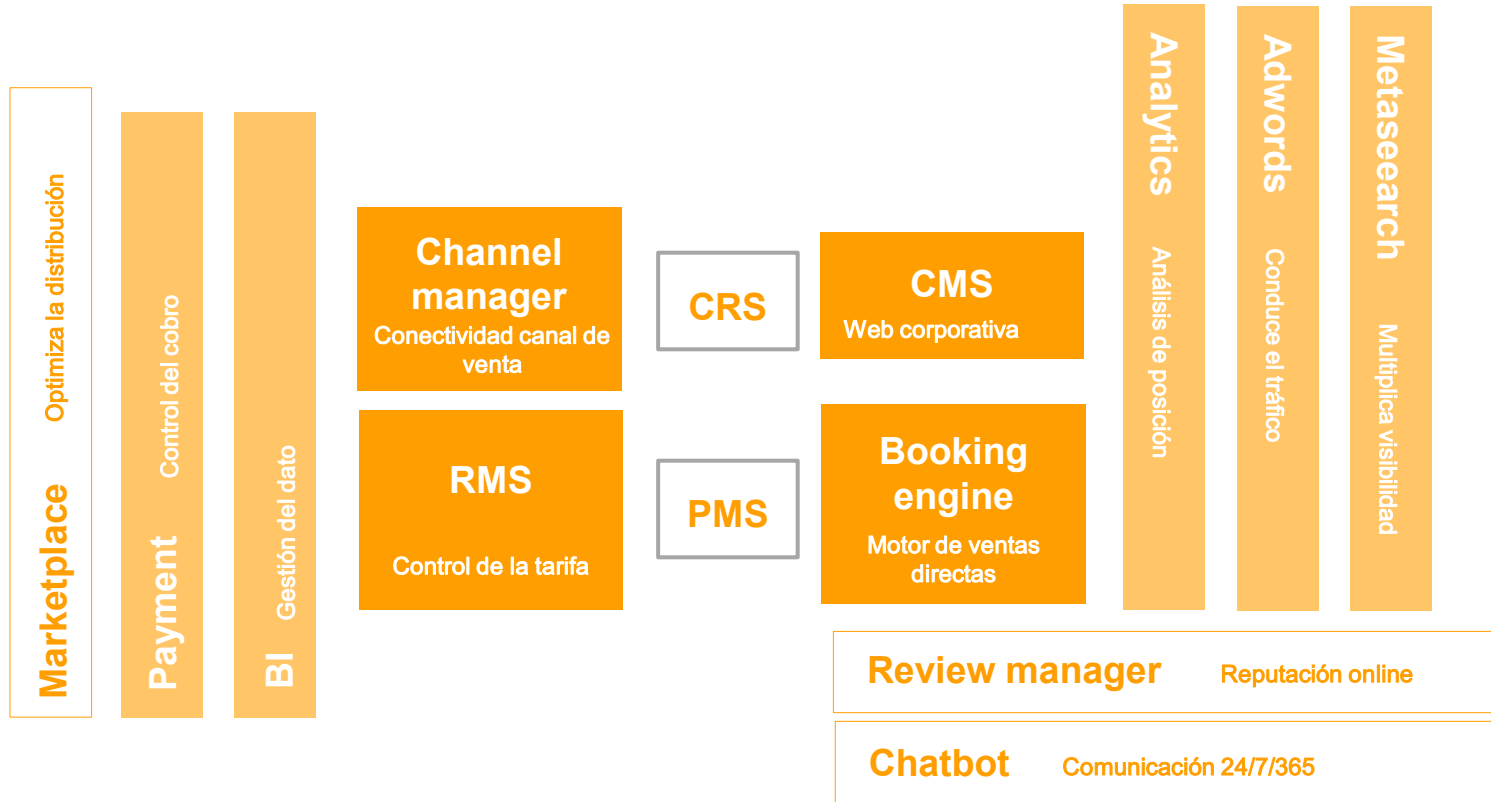 Marketplace Optimiza la distribución
Payment Control del cobro
BI Gestión del dato
Channel
manager
Conectividad canal de
venta
RMS
Control de la tarifa
CRS
PMS
CMS
Web corporativa
Booking
engine
Motor de ventas
directas
Analytics Análisis de posición
Adwords Conduce el tráfico
Metaseearch Multiplica visibilidad
Review manager Reputación online
Chatbot Comunicación 24/7/365